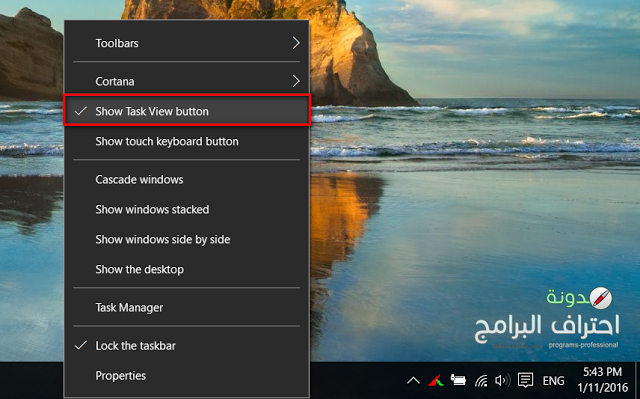 Toolbars
Cortana
Show Task View button
Show touch keyboard button
Cascade windows
Show windows stacked
Show windows side by side
Show the desktop
Task Manager
Lock the taskbar
Properties
مدونة
احتراف البرامج
programs-professional
ENG
5:43 PM
1/11/2016